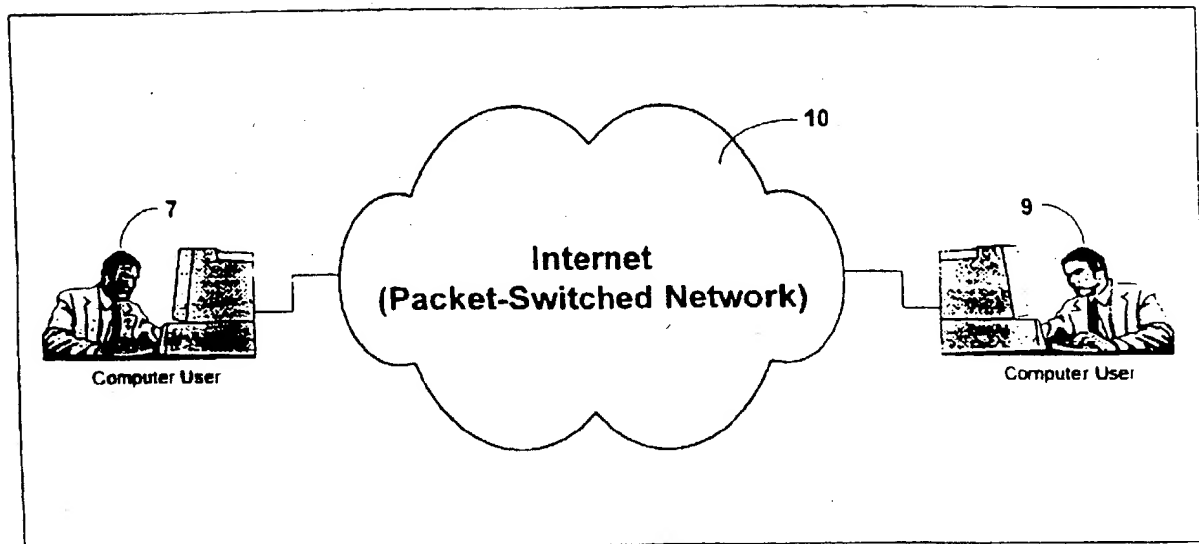 10
7
9
Internet
(Packet-Switched Network)
Computer User
Computer User